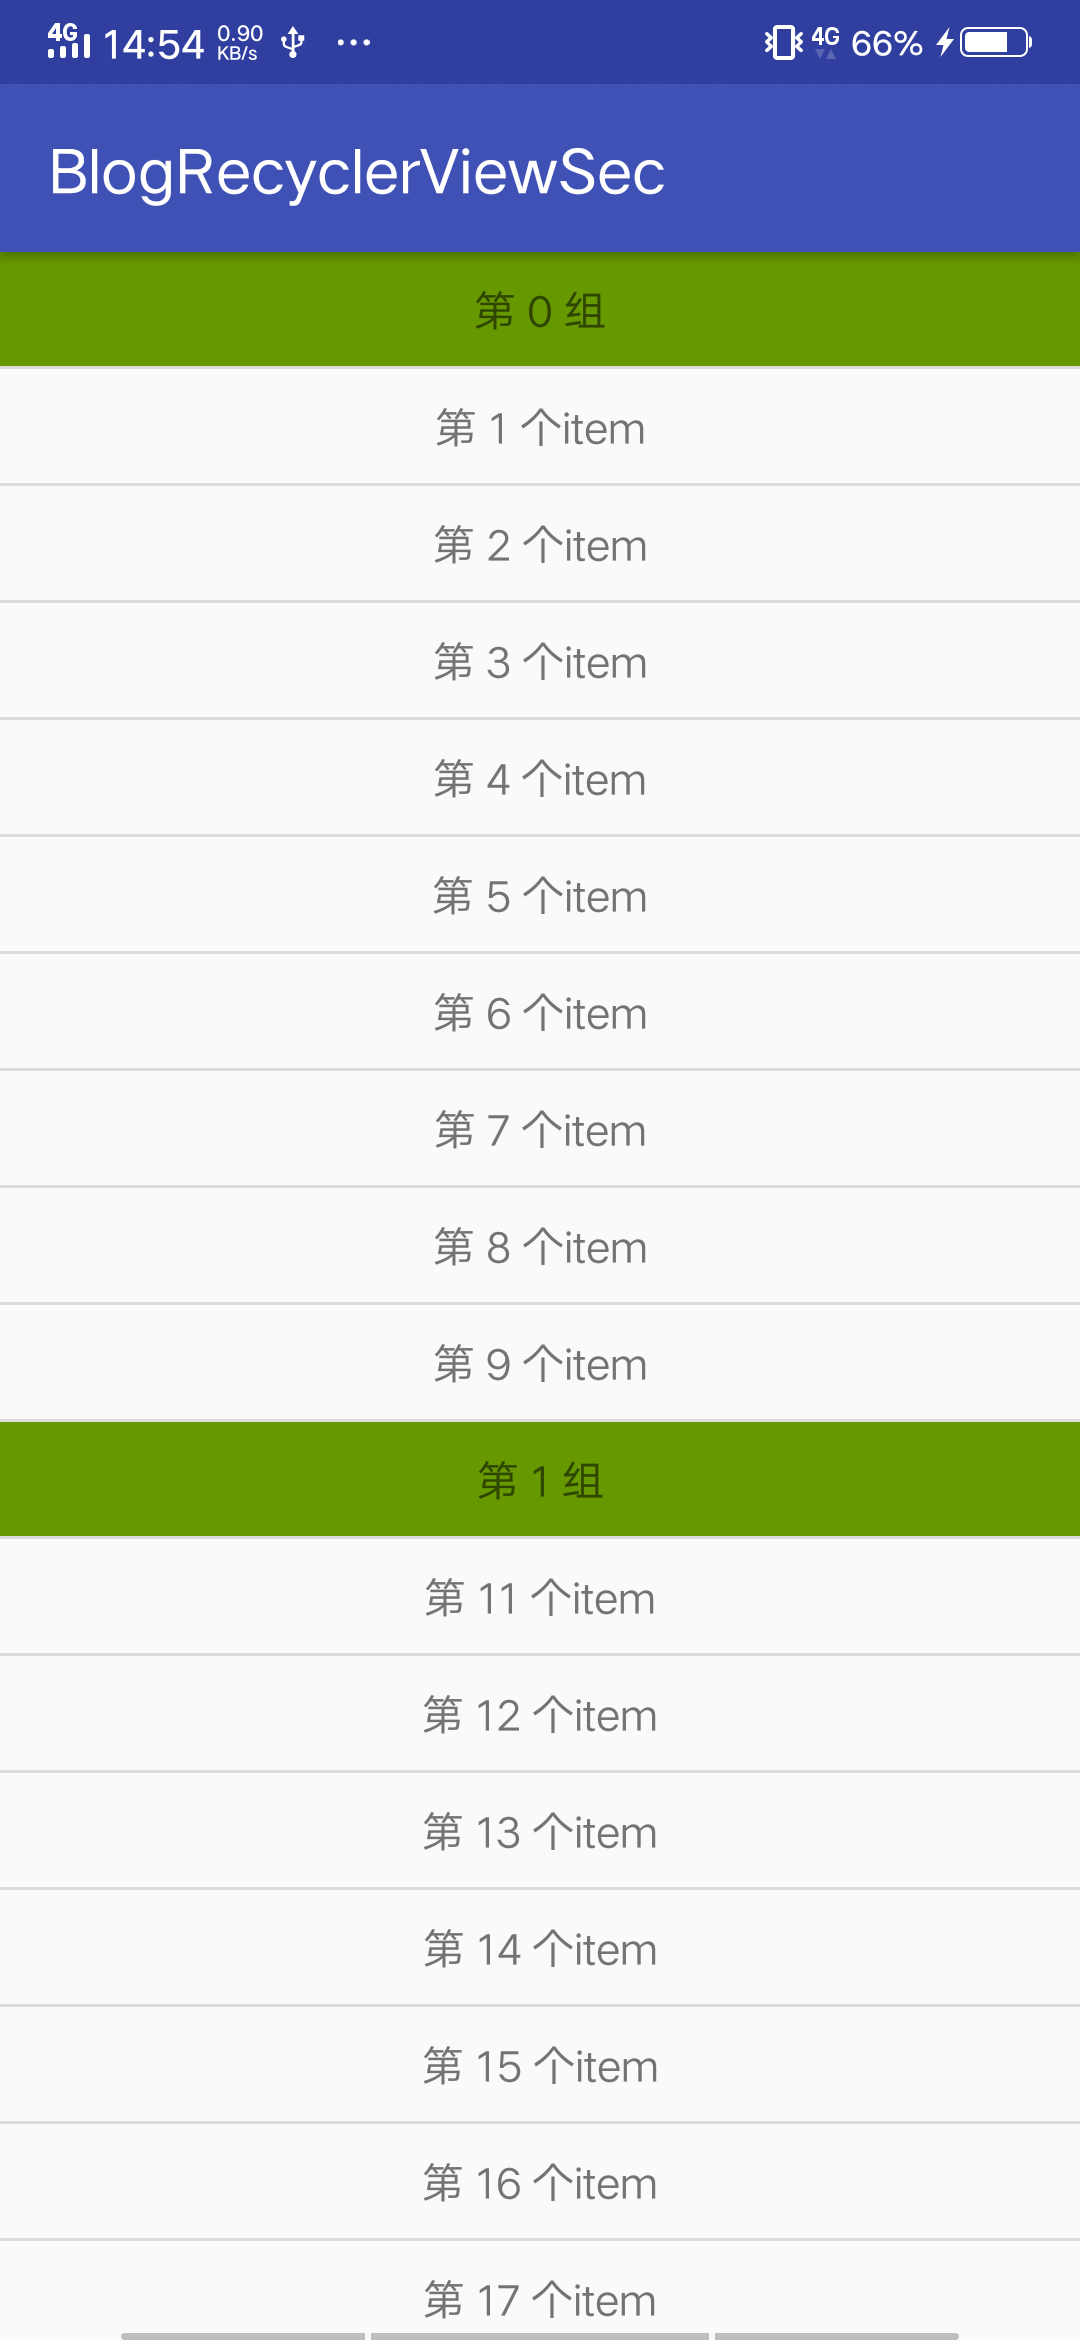 4G 14:54 0.90 KB/s ... 4G 66%
BlogRecyclerViewSec
第 0 组
第 1 个item
第 2 个item
第 3 个item
第 4 个item
第 5 个item
第 6 个item
第 7 个item
第 8 个item
第 9 个item
第 1 组
第 11 个item
第 12 个item
第 13 个item
第 14 个item
第 15 个item
第 16 个item
第 17 个item